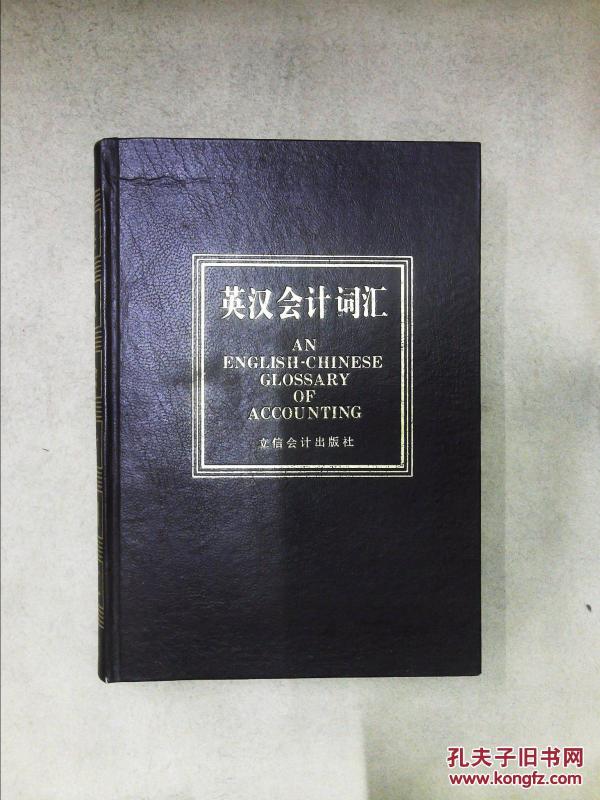 英汉会计词汇
AN
ENGLISH-CHINESE
GLOSSARY
OF
ACCOUNTING
立信会计出版社
孔夫子旧书网
www.kongfz.com